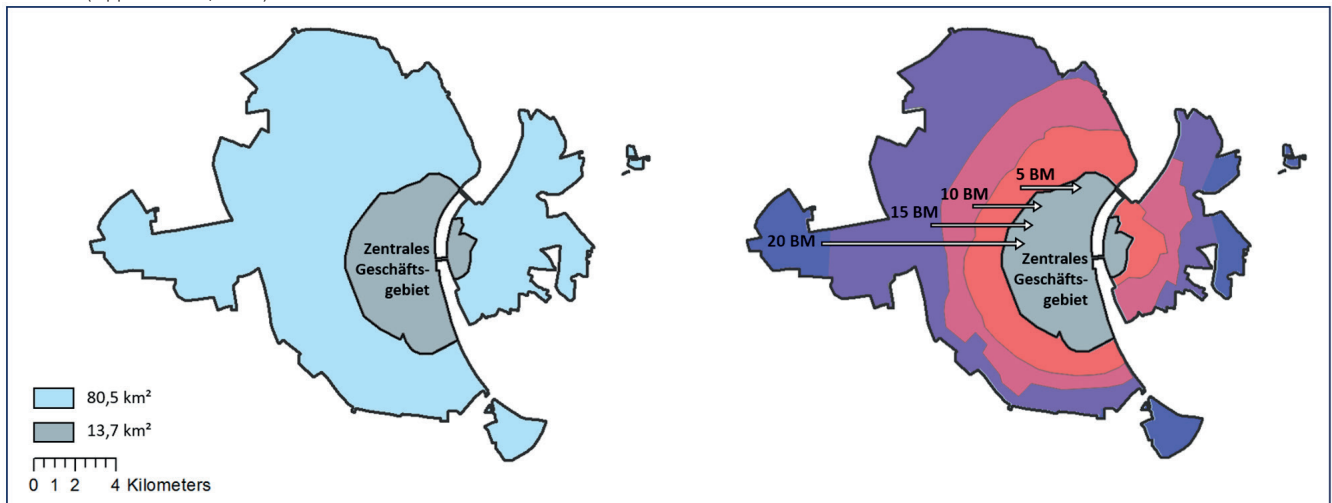 Zentrales
Geschäfts-
gebiet
80,5 km²
13,7 km²
0 1 2 4 Kilometers
5 BM
10 BM
15 BM
20 BM
Zentrales
Geschäfts-
gebiet